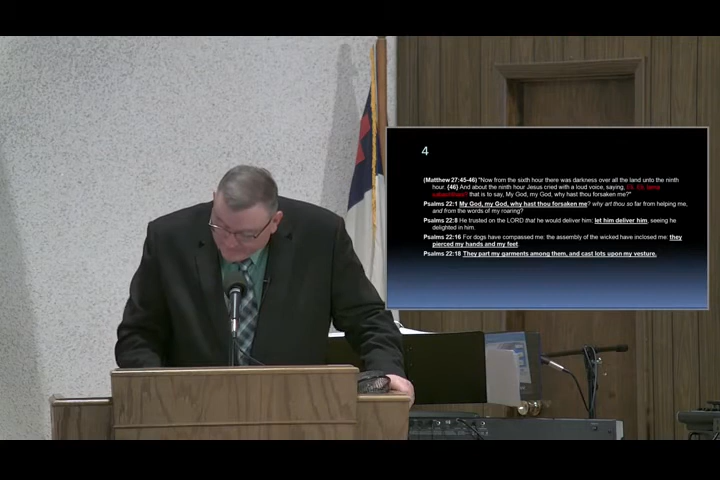 4
(Matthew 27:45-46) "Now from the sixth hour there was darkness over all the land unto the ninth
hour. {46} And about the ninth hour Jesus cried with a loud voice, saying, Eli, Eli, lama
sabachthani? that is to say, My God, my God, why hast thou forsaken me?"
Psalms 22:1 My God, my God, why hast thou forsaken me? why art thou so far from helping me,
and from the words of my roaring?
Psalms 22:8 He trusted on the LORD that he would deliver him: let him deliver him, seeing he
delighted in him.
Psalms 22:16 For dogs have compassed me: the assembly of the wicked have inclosed me: they
pierced my hands and my feet.
Psalms 22:18 They part my garments among them, and cast lots upon my vesture.